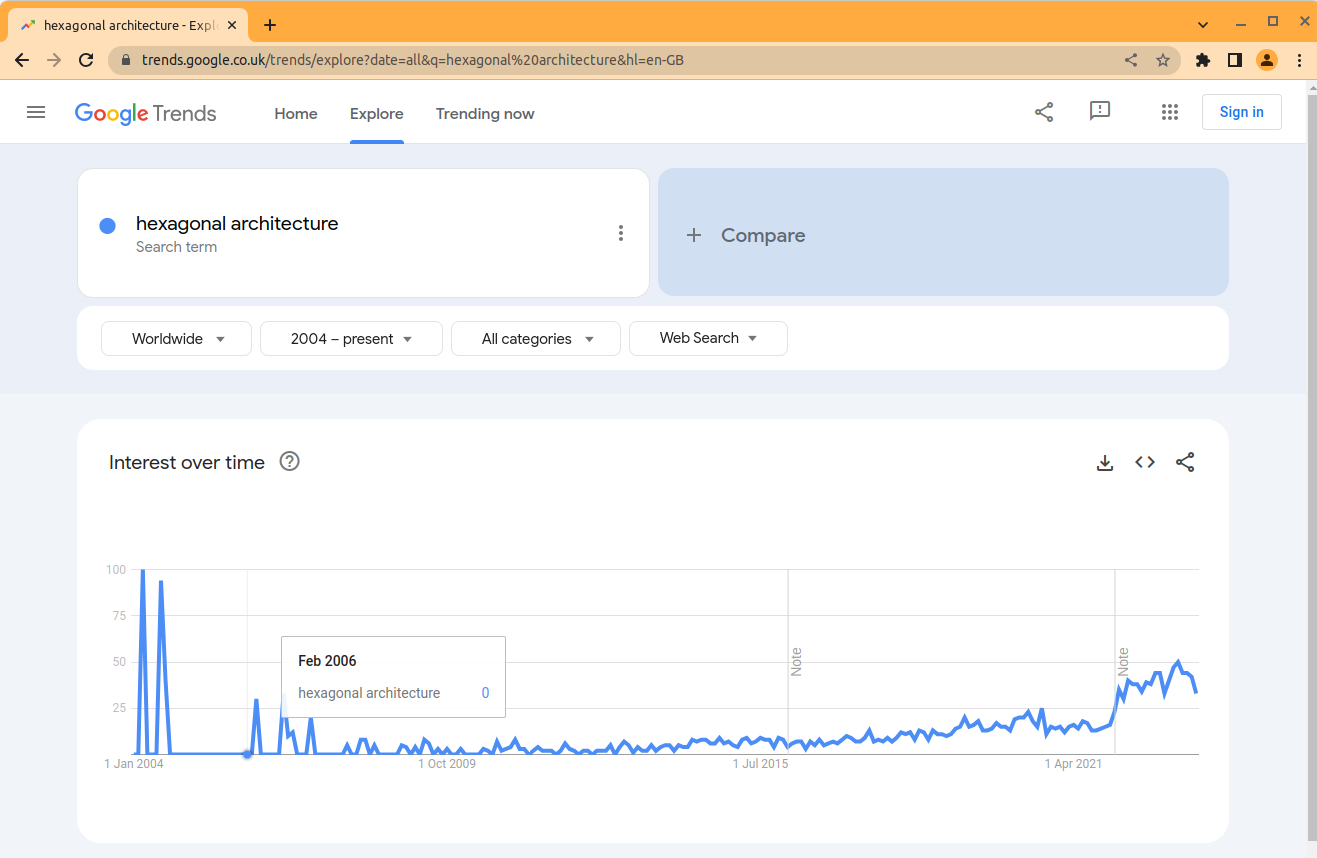 hexagonal architecture - Expl
trends.google.co.uk/trends/explore?date=all&q=hexagonal%20architecture&hl=en-GB
Google Trends
Home
Explore
Trending now
Sign in
hexagonal architecture
Search term
+ Compare
Worldwide
2004 – present
All categories
Web Search
Interest over time
100
75
50
25
Feb 2006
hexagonal architecture 0
Note
Note
1 Jan 2004
1 Oct 2009
1 Jul 2015
1 Apr 2021